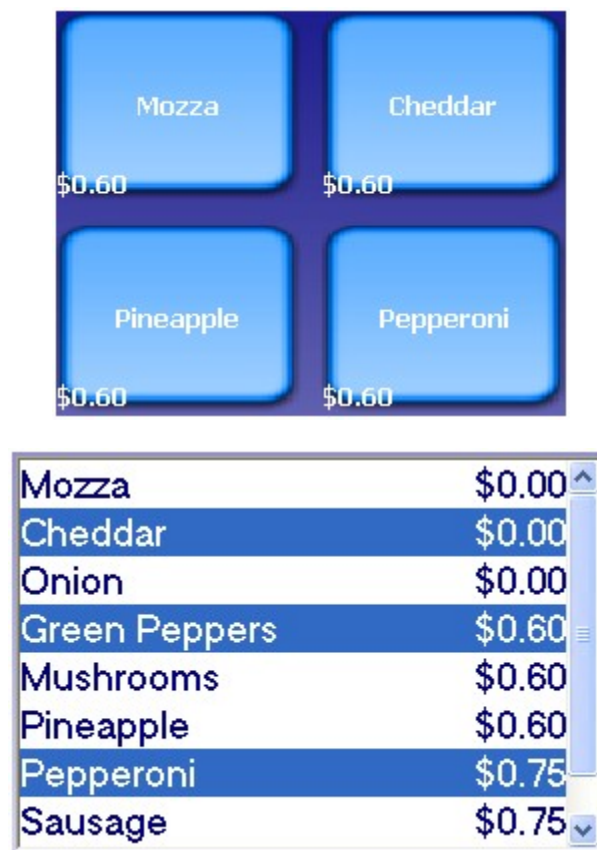 Mozza Cheddar
$0.60 $0.60
Pineapple Pepperoni
$0.60 $0.60
Mozza $0.00
Cheddar $0.00
Onion $0.00
Green Peppers $0.60
Mushrooms $0.60
Pineapple $0.60
Pepperoni $0.75
Sausage $0.75